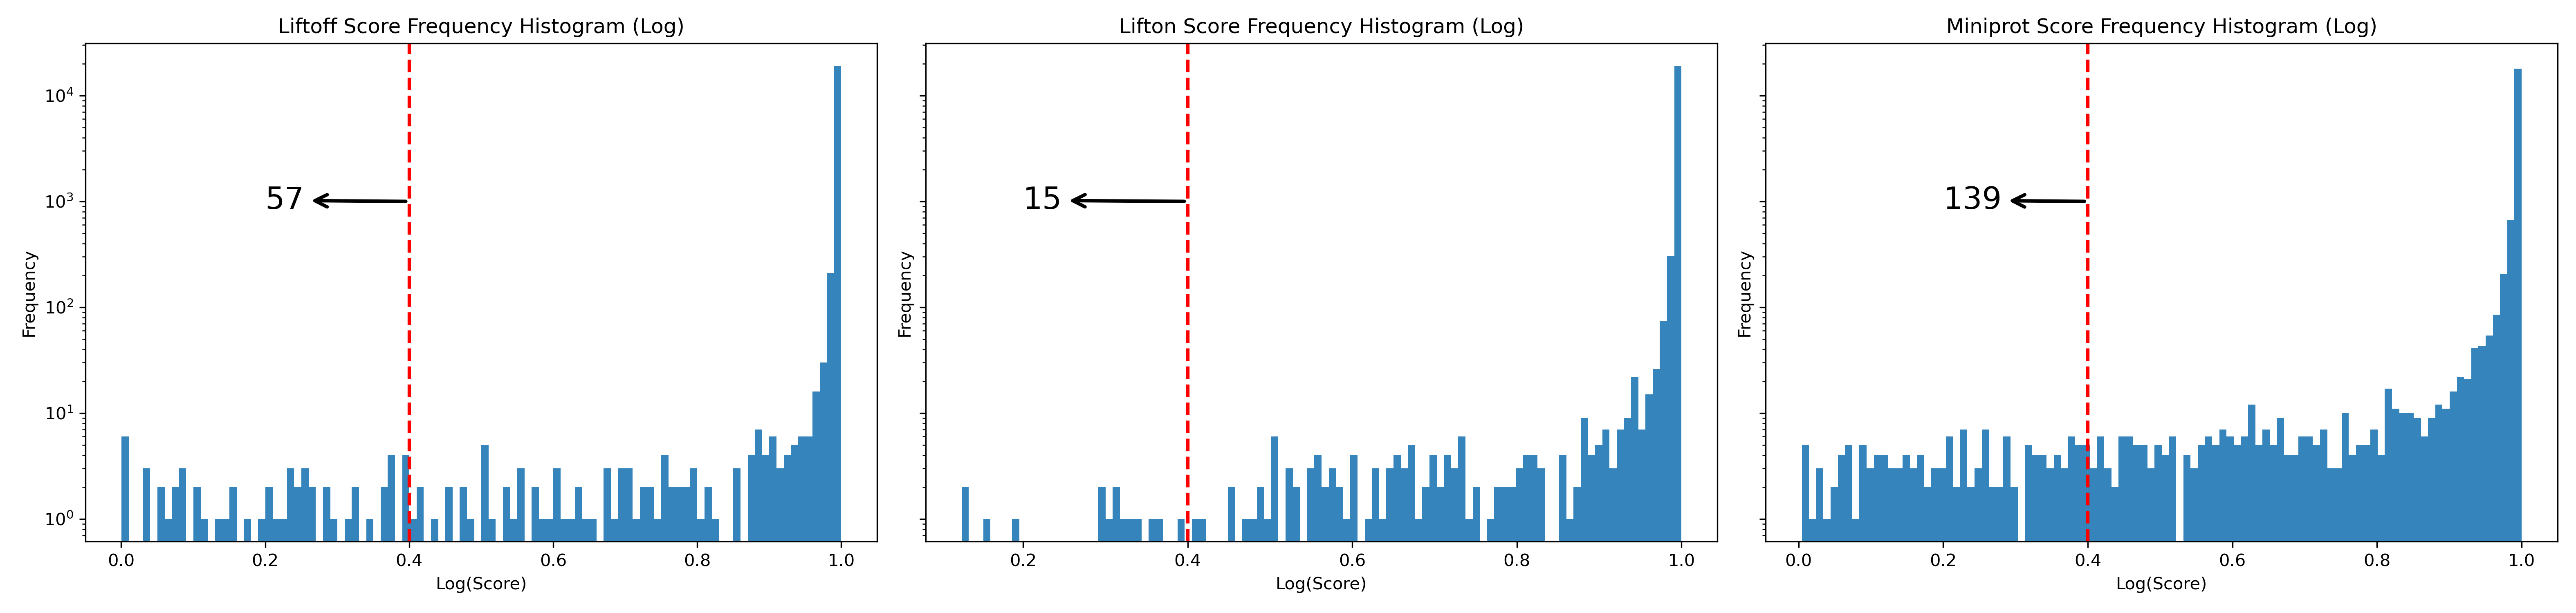 Liftoff Score Frequency Histogram (Log)
Frequency
10⁴
10³
10²
10¹
10⁰
57
0.0 0.2 0.4 0.6 0.8 1.0
Log(Score)
Lifton Score Frequency Histogram (Log)
Frequency
15
0.2 0.4 0.6 0.8 1.0
Log(Score)
Miniprot Score Frequency Histogram (Log)
Frequency
139
0.0 0.2 0.4 0.6 0.8 1.0
Log(Score)